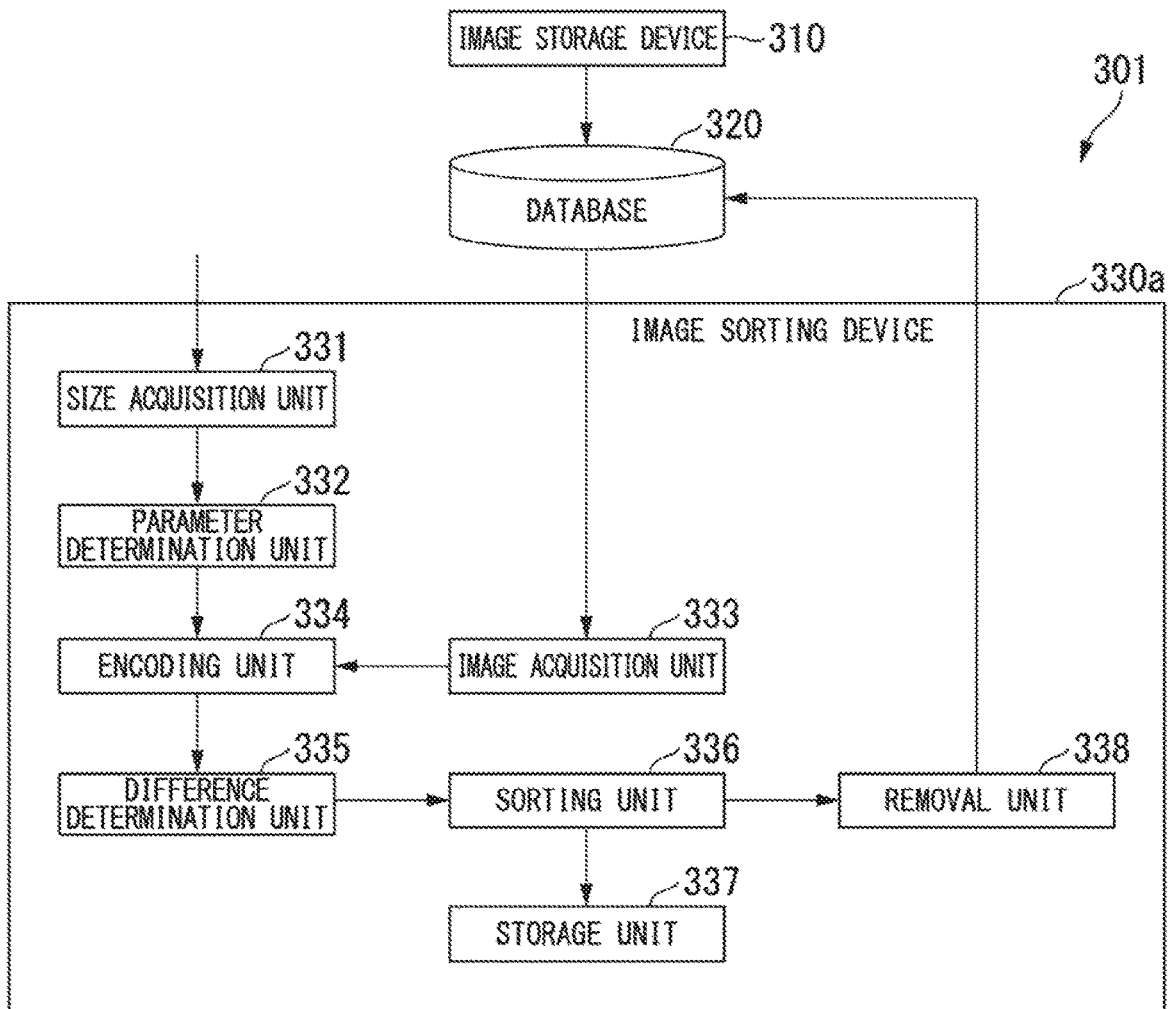 IMAGE STORAGE DEVICE
310
301
320
DATABASE
330a
IMAGE SORTING DEVICE
331
SIZE ACQUISITION UNIT
332
PARAMETER
DETERMINATION UNIT
334
ENCODING UNIT
333
IMAGE ACQUISITION UNIT
335
DIFFERENCE
DETERMINATION UNIT
336
SORTING UNIT
338
REMOVAL UNIT
337
STORAGE UNIT